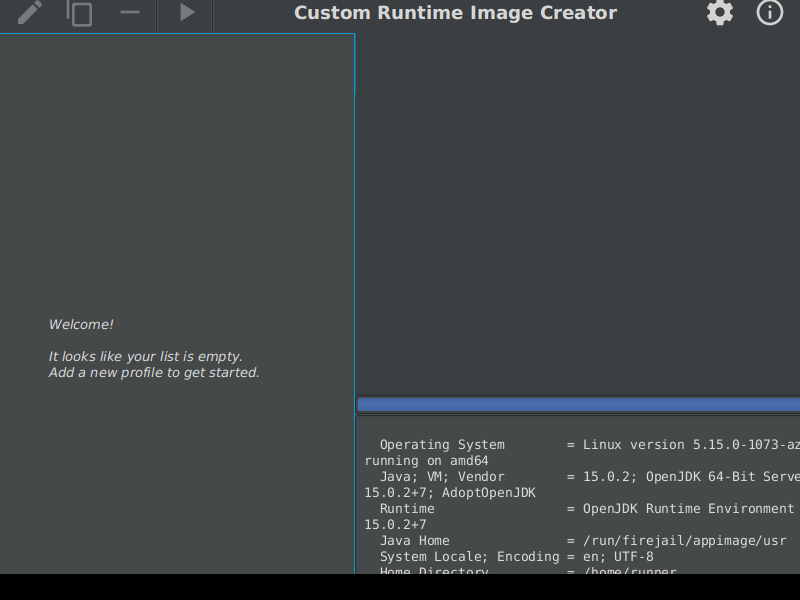 Custom Runtime Image Creator
Welcome!
It looks like your list is empty.
Add a new profile to get started.
Operating System = Linux version 5.15.0-1073-az
running on amd64
Java; VM; Vendor = 15.0.2; OpenJDK 64-Bit Serve
15.0.2+7; AdoptOpenJDK
Runtime = OpenJDK Runtime Environment
15.0.2+7
Java Home = /run/firejail/appimage/usr
System Locale; Encoding = en; UTF-8
Home Directory = /home/runner